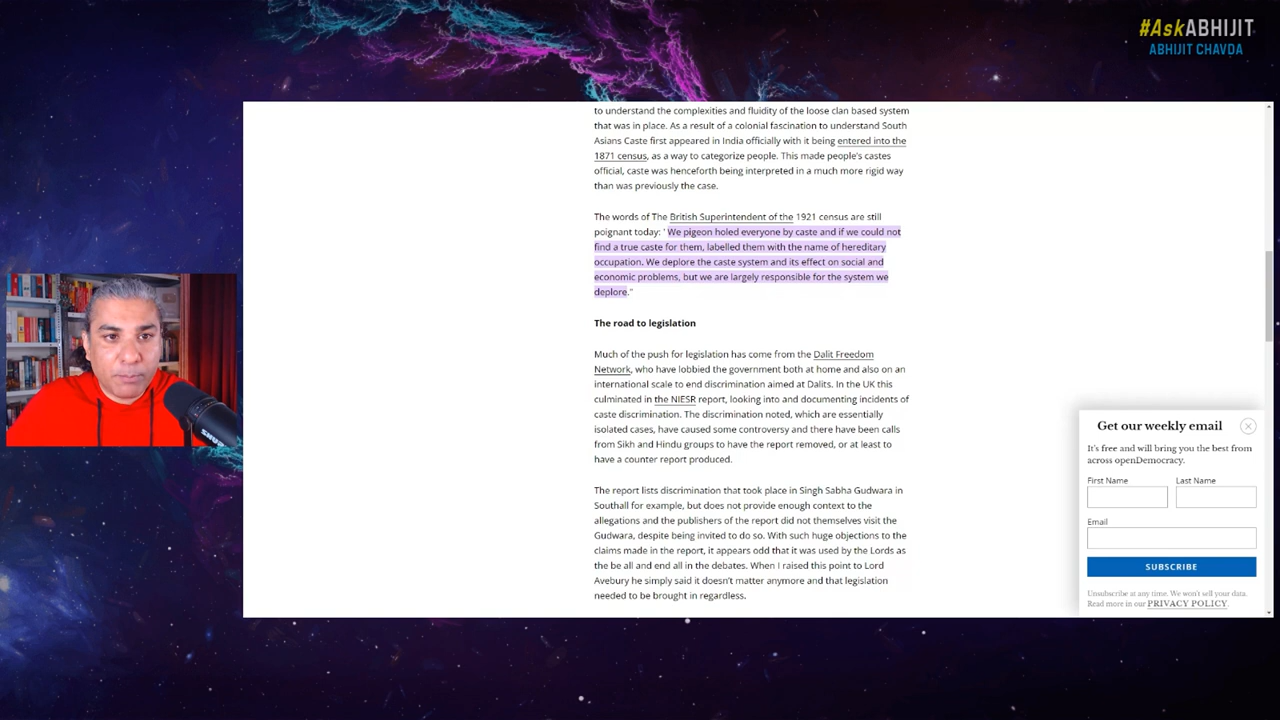 #AskABHIJIT
ABHIJIT CHAVDA
to understand the complexities and fluidity of the loose clan based system
that was in place. As a result of a colonial fascination to understand South
Asians Caste first appeared in India officially with it being entered into the
1871 census, as a way to categorize people. This made people's castes
official, caste was henceforth being interpreted in a much more rigid way
than was previously the case.
The words of The British Superintendent of the 1921 census are still
poignant today: ' We pigeon holed everyone by caste and if we could not
find a true caste for them, labelled them with the name of hereditary
occupation. We deplore the caste system and its effect on social and
economic problems, but we are largely responsible for the system we
deplore."
The road to legislation
Much of the push for legislation has come from the Dalit Freedom
Network, who have lobbied the government both at home and also on an
international scale to end discrimination aimed at Dalits. In the UK this
culminated in the NIESR report, looking into and documenting incidents of
caste discrimination. The discrimination noted, which are essentially
isolated cases, have caused some controversy and there have been calls
from Sikh and Hindu groups to have the report removed, or at least to
have a counter report produced.
The report lists discrimination that took place in Singh Sabha Gudwara in
Southall for example, but does not provide enough context to the
allegations and the publishers of the report did not themselves visit the
Gudwara, despite being invited to do so. With such huge objections to the
claims made in the report, it appears odd that it was used by the Lords as
the be all and end all in the debates. When I raised this point to Lord
Avebury he simply said it doesn't matter anymore and that legislation
needed to be brought in regardless.
Get our weekly email
It's free and will bring you the best from
across openDemocracy.
First Name Last Name
Email
SUBSCRIBE
Unsubscribe at any time. We won't sell your data.
Read more in our PRIVACY POLICY.
SHURE